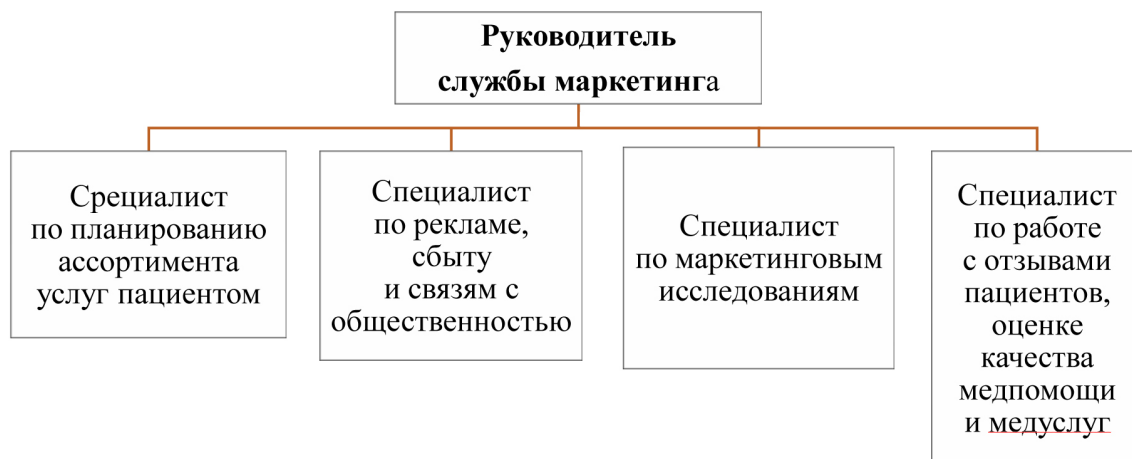 Руководитель
службы маркетинга
Срециалист
по планированию
ассортимента
услуг пациентом
Специалист
по рекламе,
сбыту
и связям с
общественностью
Специалист
по маркетинговым
исследованиям
Специалист
по работе
с отзывами
пациентов,
оценке
качества
медпомощи
и медуслуг